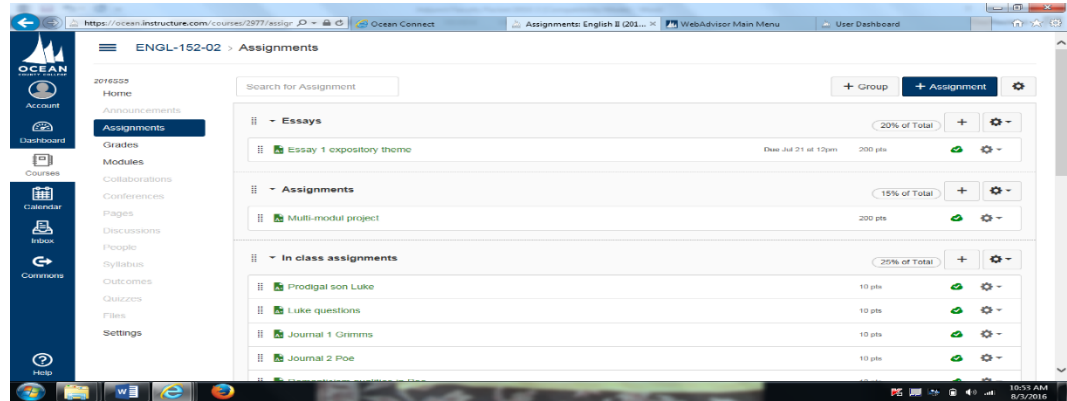 https://ocean.instructure.com/courses/2977/assigr
Ocean Connect
Assignments: English II (201...
WebAdvisor Main Menu
User Dashboard
OCEAN
COUNTY COLLEGE
Account
Dashboard
Courses
Calendar
Inbox
Commons
Help
ENGL-152-02 > Assignments
2016SS5
Home
Announcements
Assignments
Grades
Modules
Collaborations
Conferences
Pages
Discussions
People
Syllabus
Outcomes
Quizzes
Files
Settings
Search for Assignment
+ Group
+ Assignment
Essays
20% of Total
Essay 1 expository theme
Due Jul 21 at 12pm
200 pts
Assignments
15% of Total
Multi-modul project
200 pts
In class assignments
25% of Total
Prodigal son Luke
10 pts
Luke questions
10 pts
Journal 1 Grimms
10 pts
Journal 2 Poe
10 pts
10:53 AM
8/3/2016